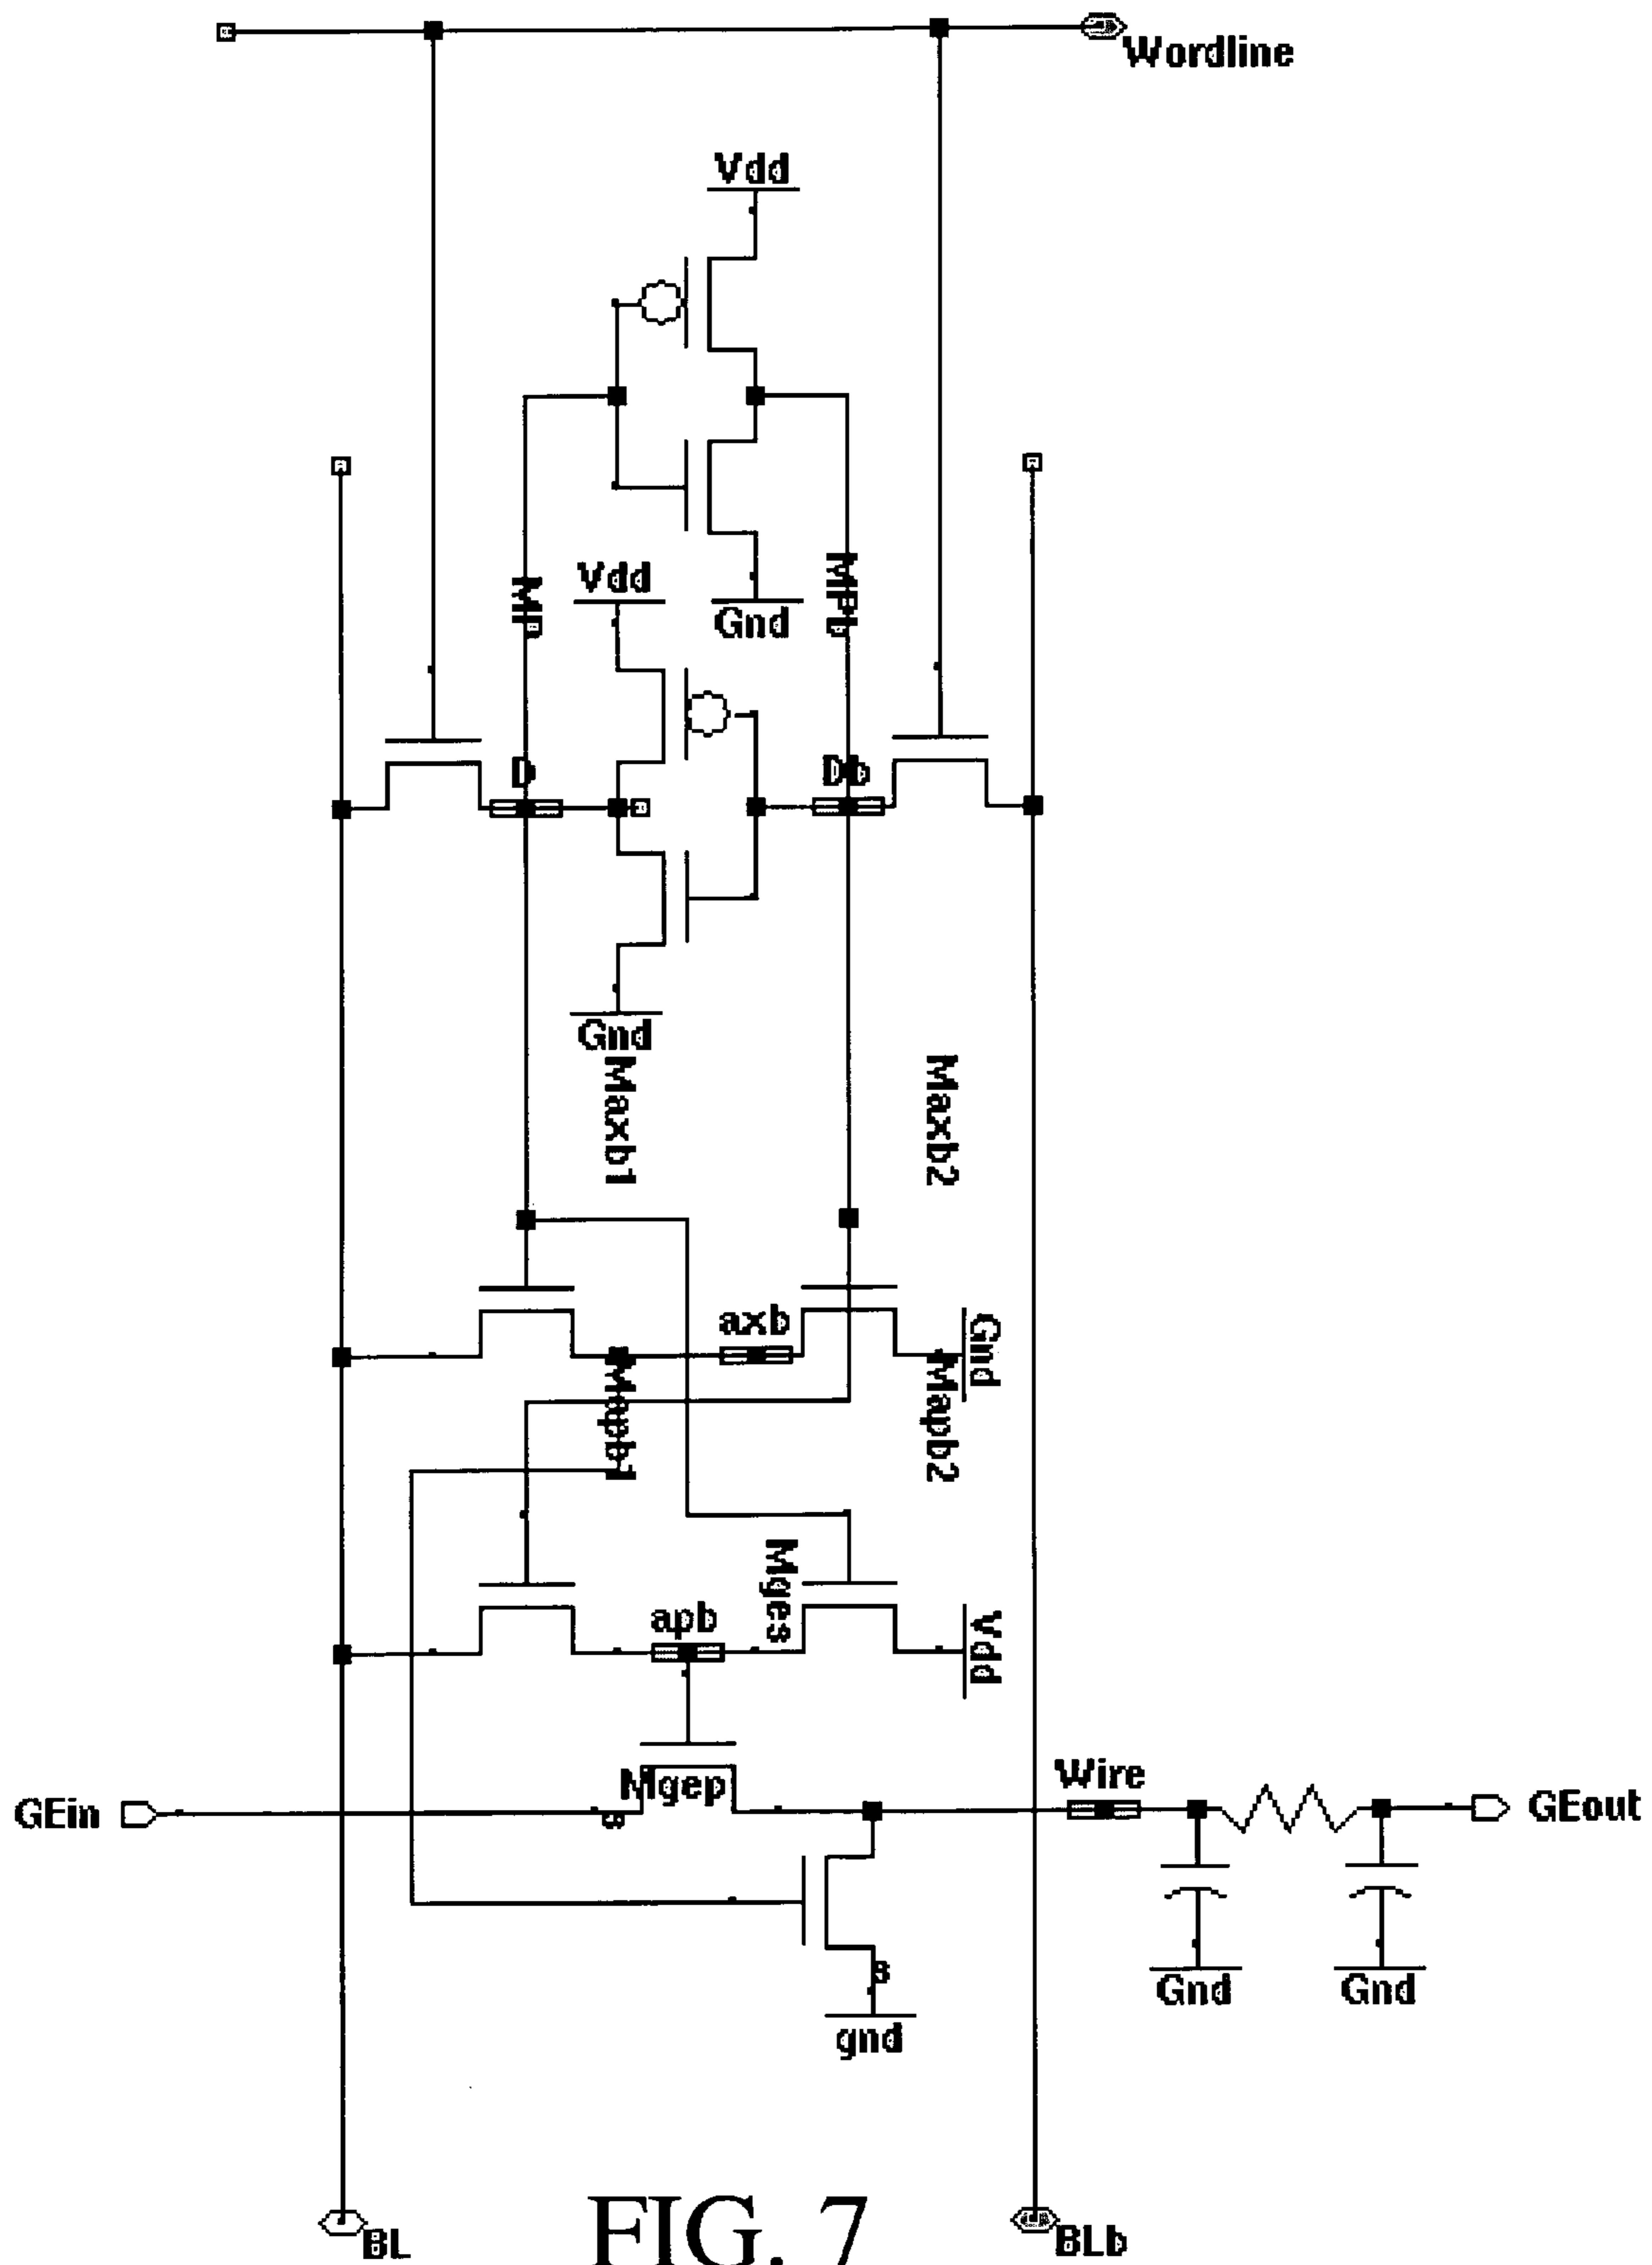 Wordline
Vdd
Vdd
Gnd
MPb
D
Db
Gnd
Maxb1
Maxb2
axb
Gnd
Mapb1
Mapb2
Mges
apb
Vdd
Mgep
Wire
GEin
GEout
s
s
Gnd
Gnd
gnd
BL
BLb
FIG. 7